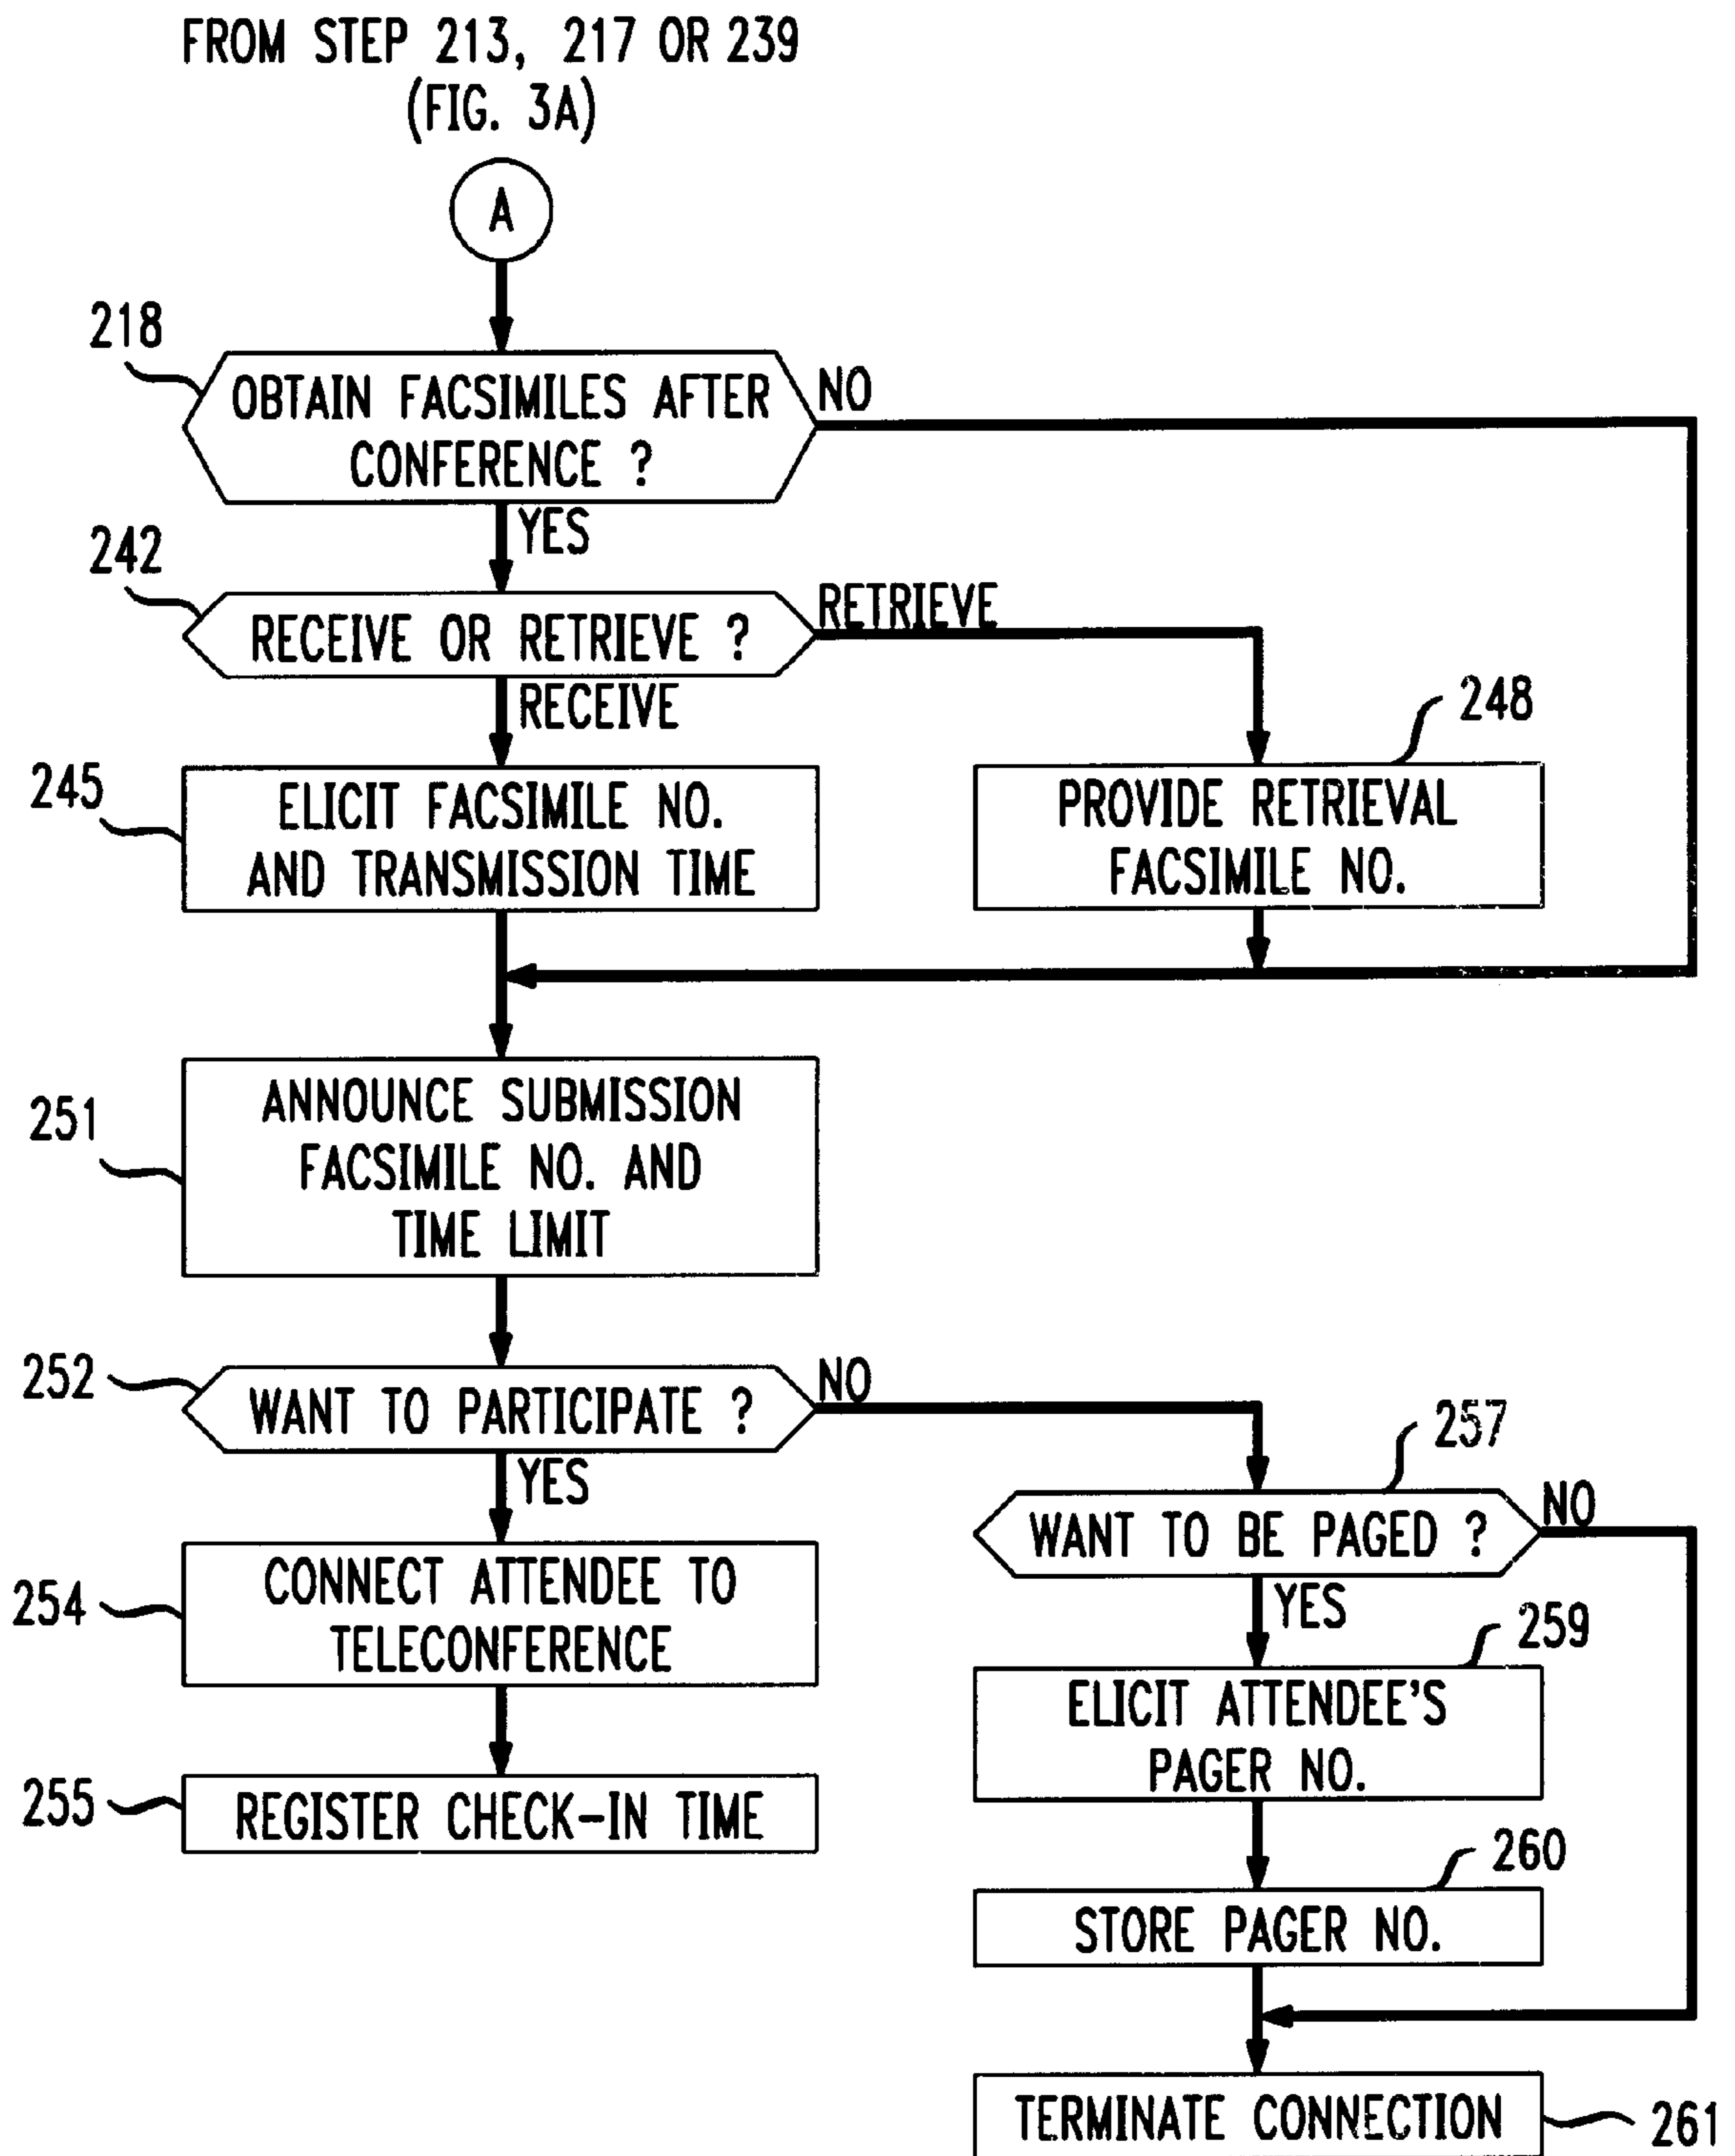 FROM STEP 213, 217 OR 239
(FIG. 3A)
A
218
OBTAIN FACSIMILES AFTER
CONFERENCE ?
NO
YES
242
RECEIVE OR RETRIEVE ?
RETRIEVE
RECEIVE
248
245
ELICIT FACSIMILE NO.
AND TRANSMISSION TIME
PROVIDE RETRIEVAL
FACSIMILE NO.
251
ANNOUNCE SUBMISSION
FACSIMILE NO. AND
TIME LIMIT
252
WANT TO PARTICIPATE ?
NO
YES
257
WANT TO BE PAGED ?
NO
YES
254
CONNECT ATTENDEE TO
TELECONFERENCE
259
ELICIT ATTENDEE'S
PAGER NO.
255
REGISTER CHECK-IN TIME
260
STORE PAGER NO.
TERMINATE CONNECTION
261